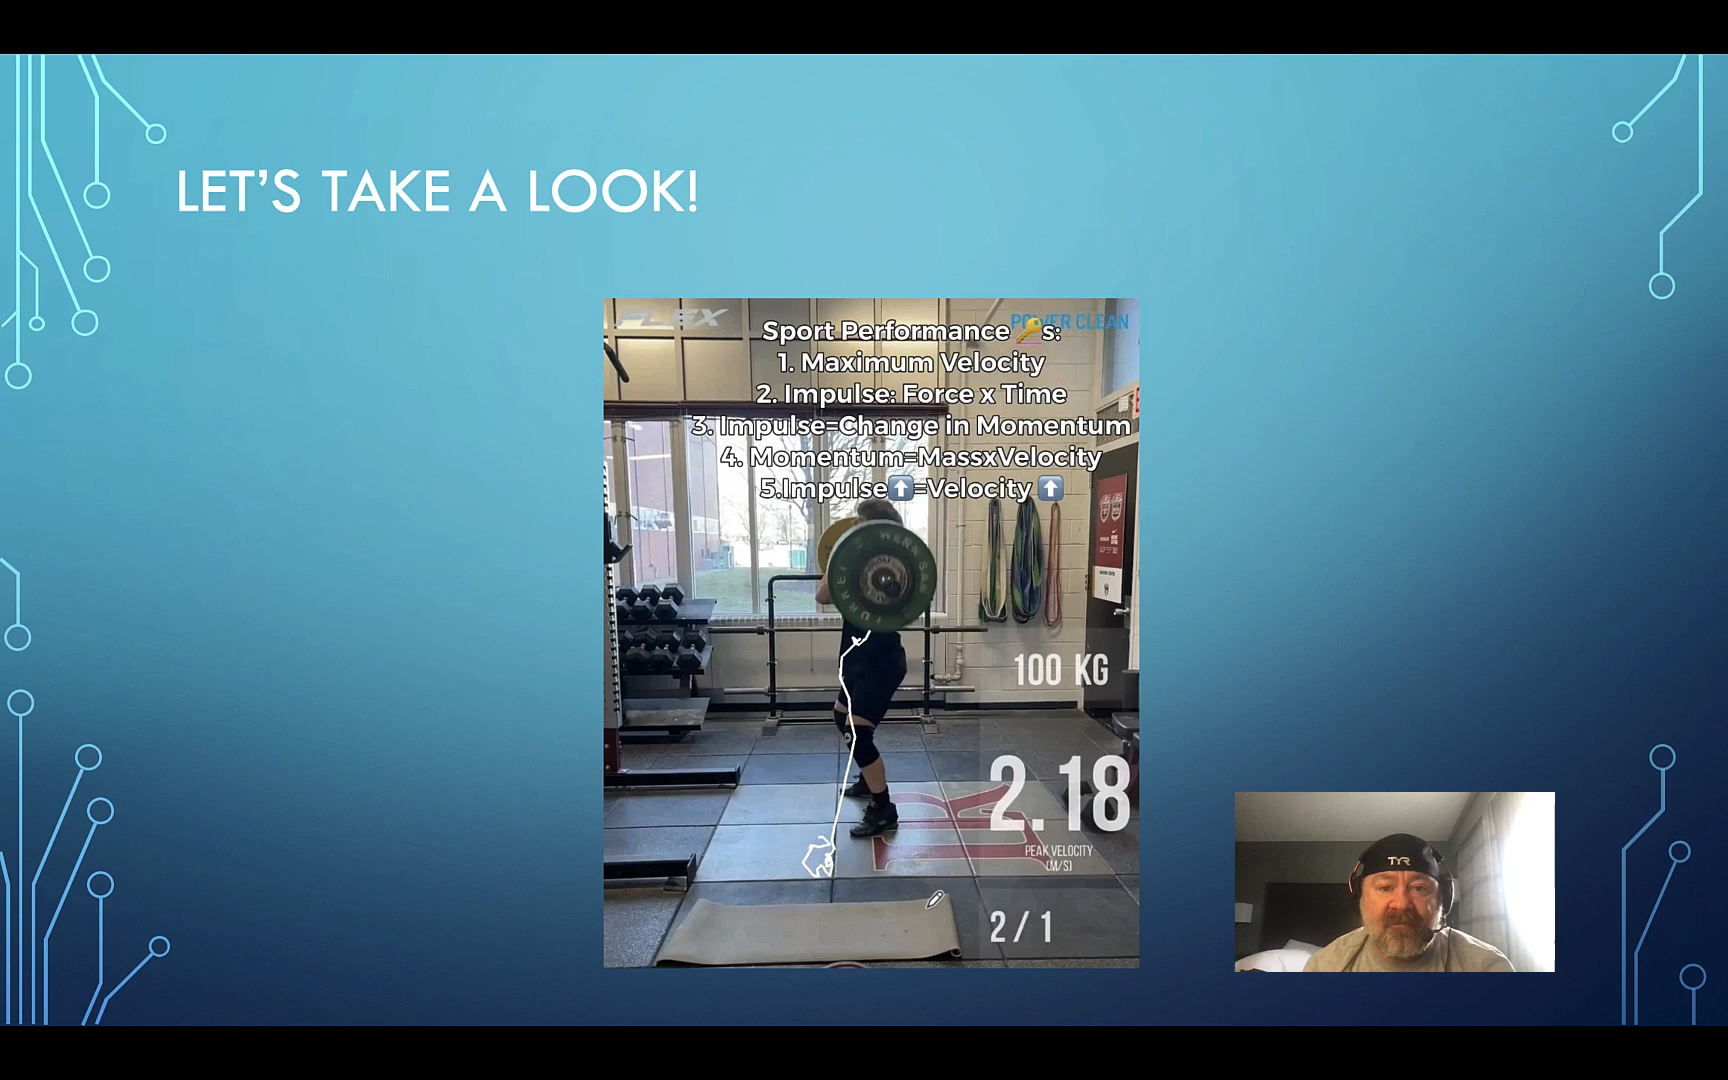 LET'S TAKE A LOOK!
FLEX
POWER CLEAN
Sport Performance 🔑s:
1. Maximum Velocity
2. Impulse: Force x Time
3. Impulse=Change in Momentum
4. Momentum=MassxVelocity
5.Impulse⬆️=Velocity ⬆️
100 KG
2.18
PEAK VELOCITY
(M/S)
2 / 1
TYR